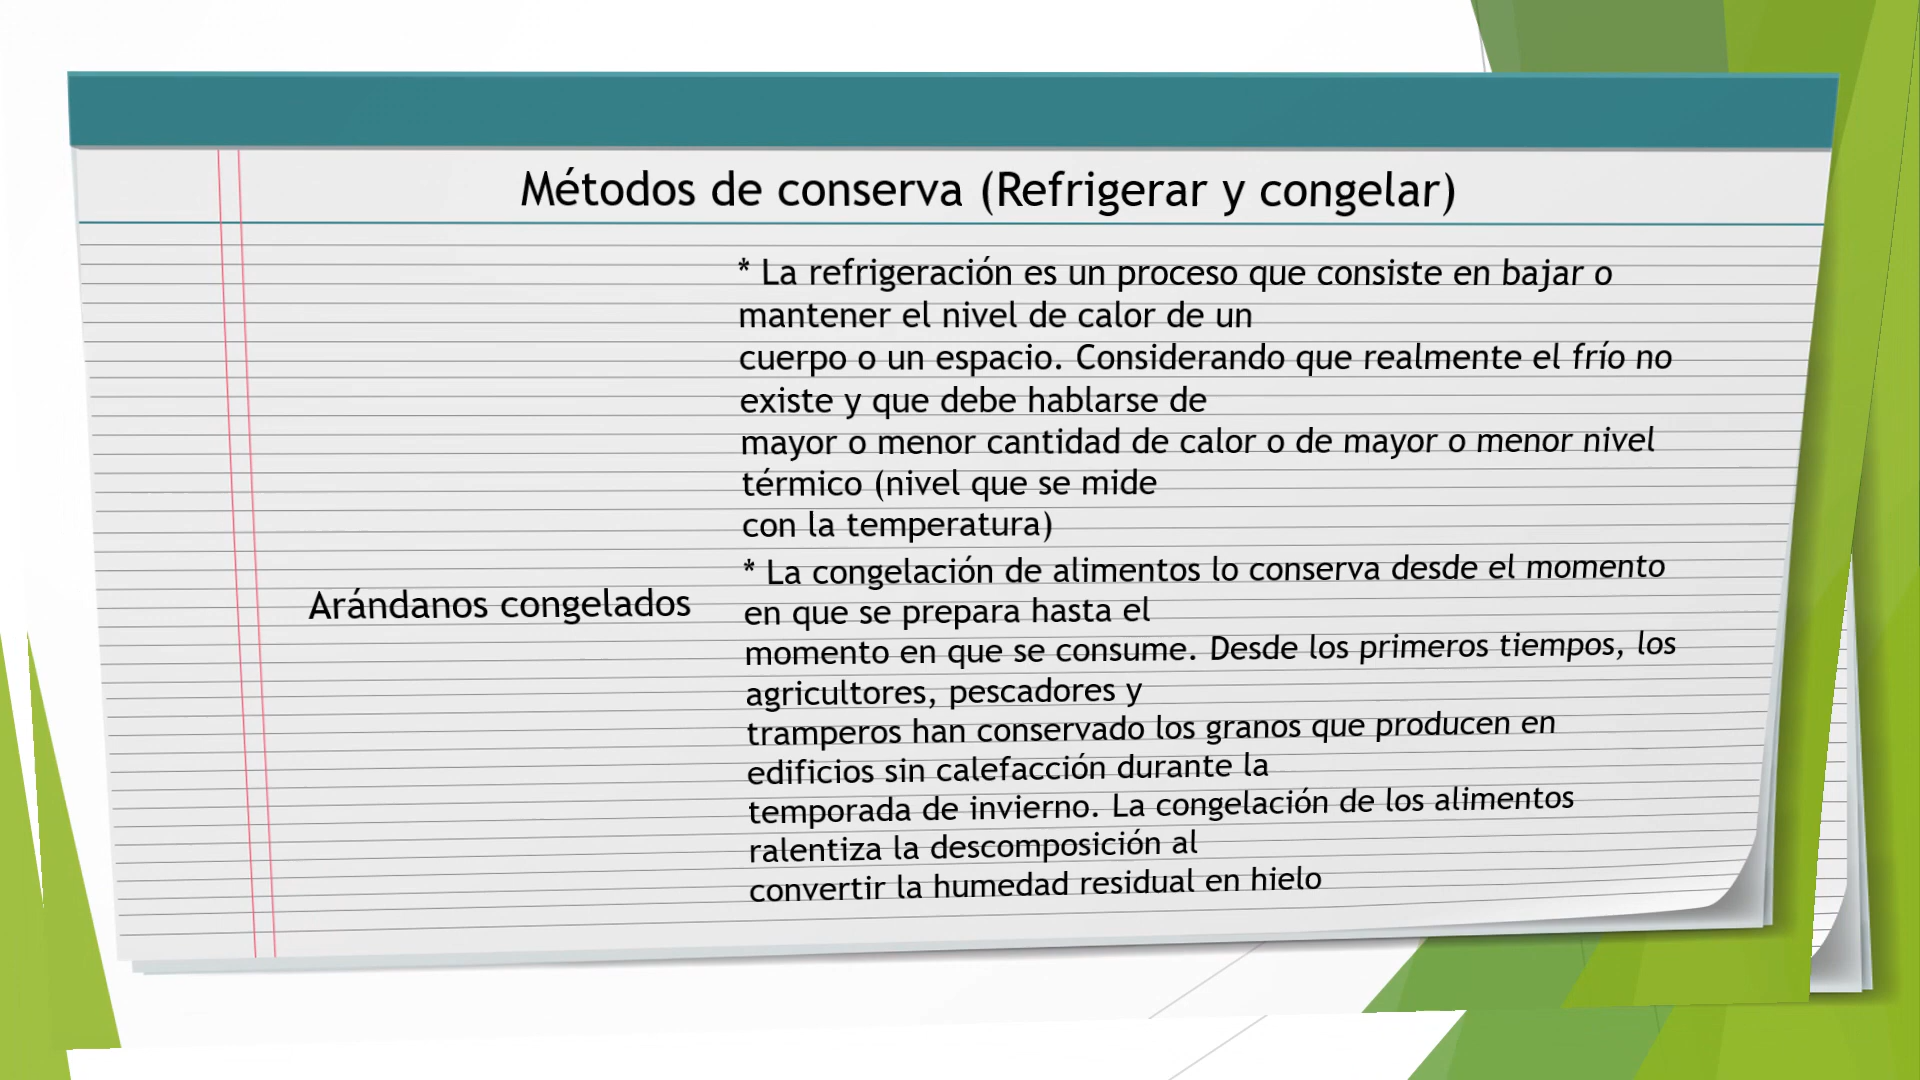 Métodos de conserva (Refrigerar y congelar)
* La refrigeración es un proceso que consiste en bajar o
mantener el nivel de calor de un
cuerpo o un espacio. Considerando que realmente el frío no
existe y que debe hablarse de
mayor o menor cantidad de calor o de mayor o menor nivel
térmico (nivel que se mide
con la temperatura)
* La congelación de alimentos lo conserva desde el momento
en que se prepara hasta el
momento en que se consume. Desde los primeros tiempos, los
agricultores, pescadores y
tramperos han conservado los granos que producen en
edificios sin calefacción durante la
temporada de invierno. La congelación de los alimentos
ralentiza la descomposición al
convertir la humedad residual en hielo
Arándanos congelados